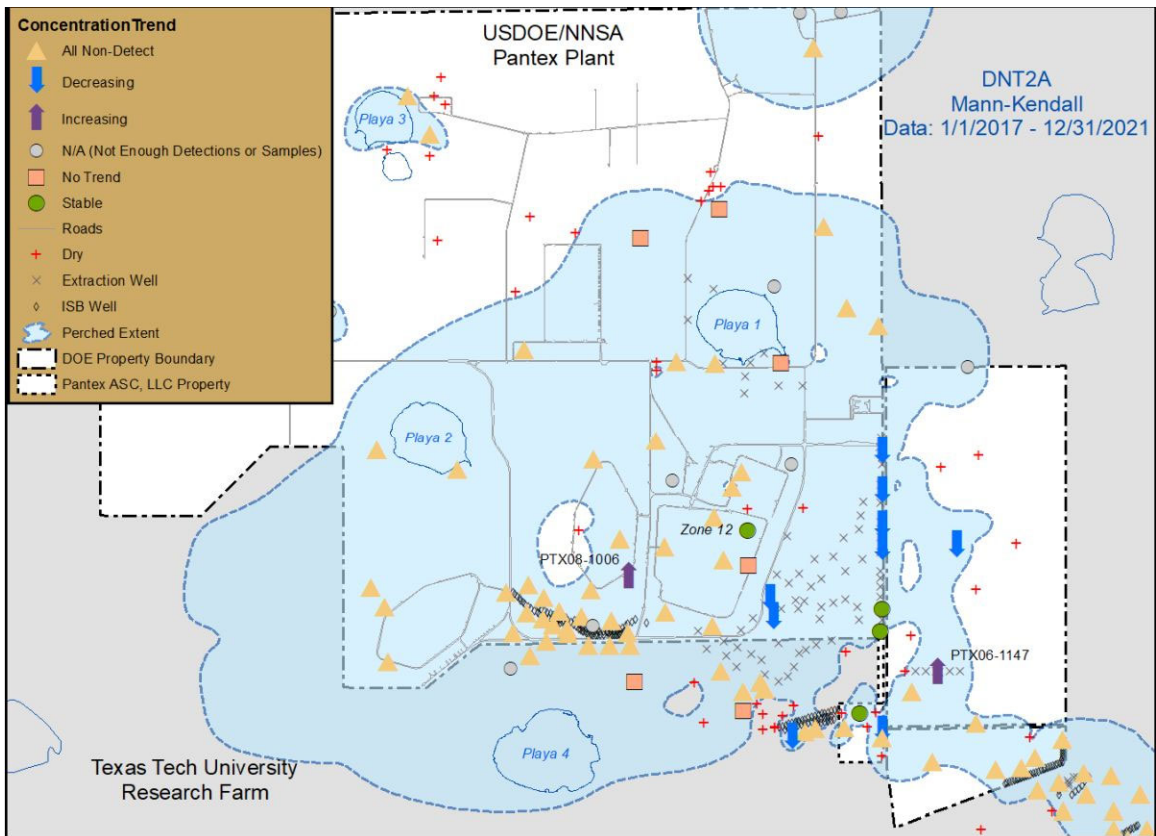 Concentration Trend
All Non-Detect
Decreasing
Increasing
N/A (Not Enough Detections or Samples)
No Trend
Stable
Roads
Dry
Extraction Well
ISB Well
Perched Extent
DOE Property Boundary
Pantex ASC, LLC Property
USDOE/NNSA
Pantex Plant
DNT2A
Mann-Kendall
Data: 1/1/2017 - 12/31/2021
Playa 3
Playa 1
Playa 2
Zone 12
PTX08-1006
PTX06-1147
Playa 4
Texas Tech University
Research Farm